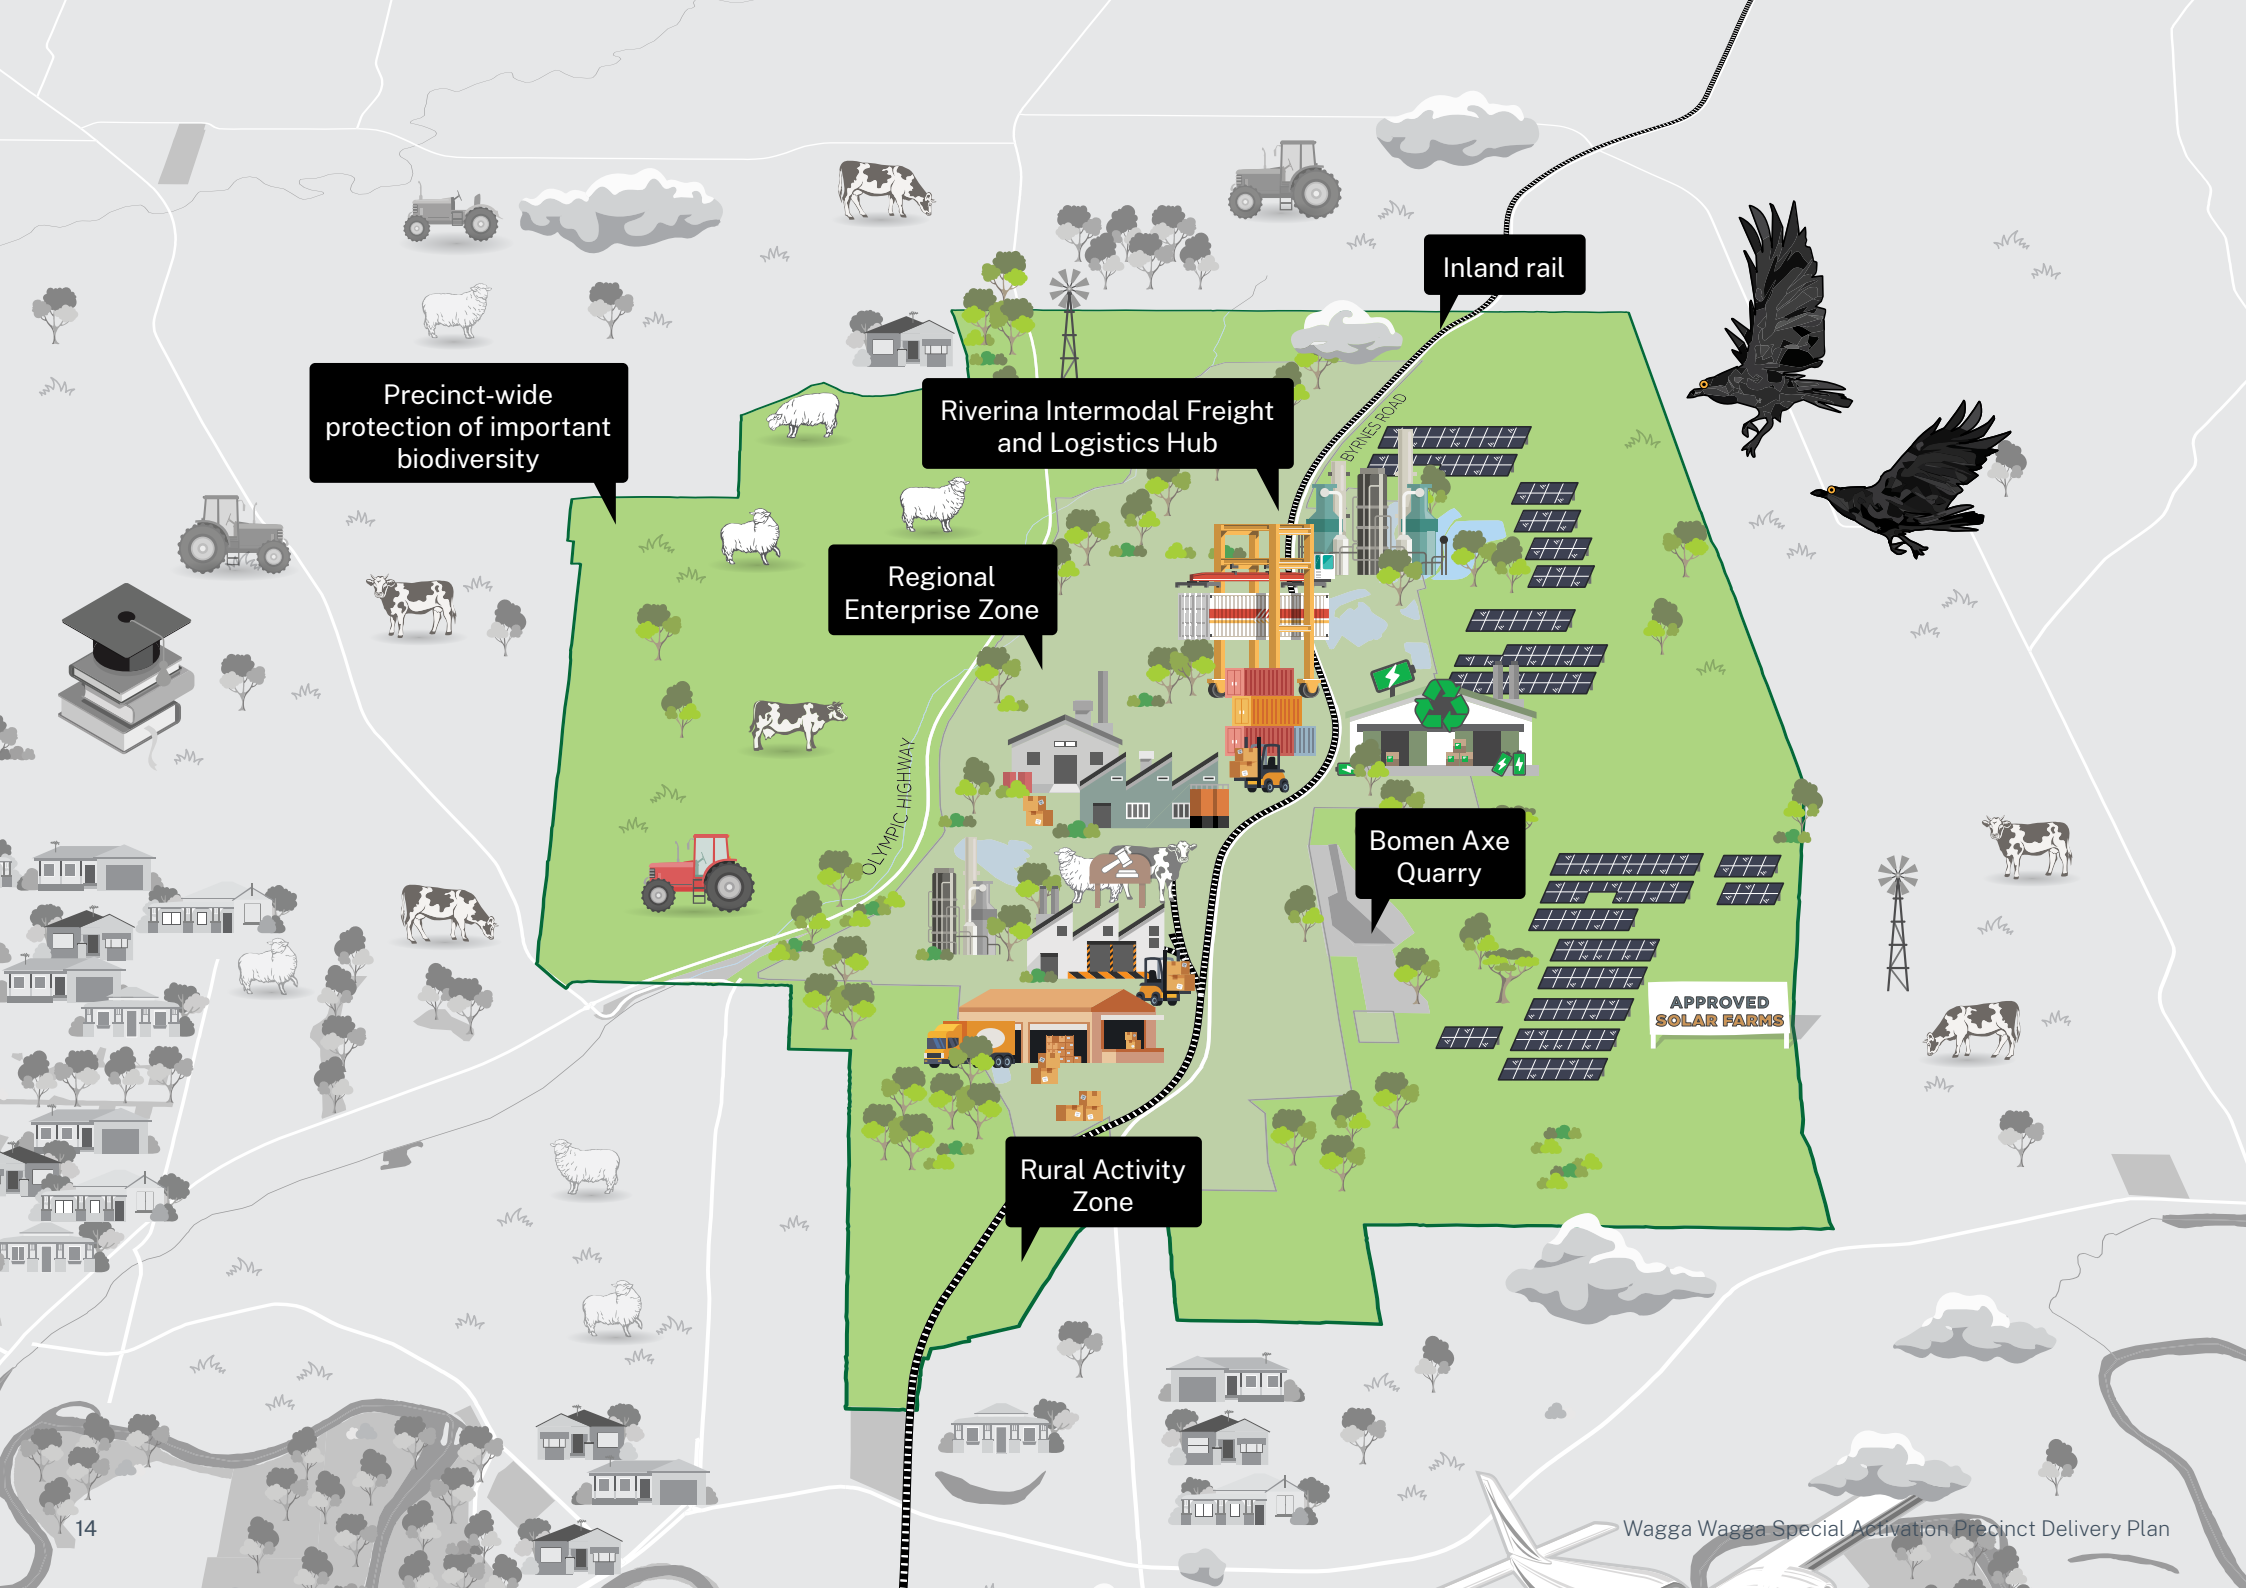 Inland rail
Precinct-wide
protection of important
biodiversity
Riverina Intermodal Freight
and Logistics Hub
BYRNES ROAD
Regional
Enterprise Zone
OLYMPIC HIGHWAY
Bomen Axe
Quarry
APPROVED
SOLAR FARMS
Rural Activity
Zone
14
Wagga Wagga Special Activation Precinct Delivery Plan